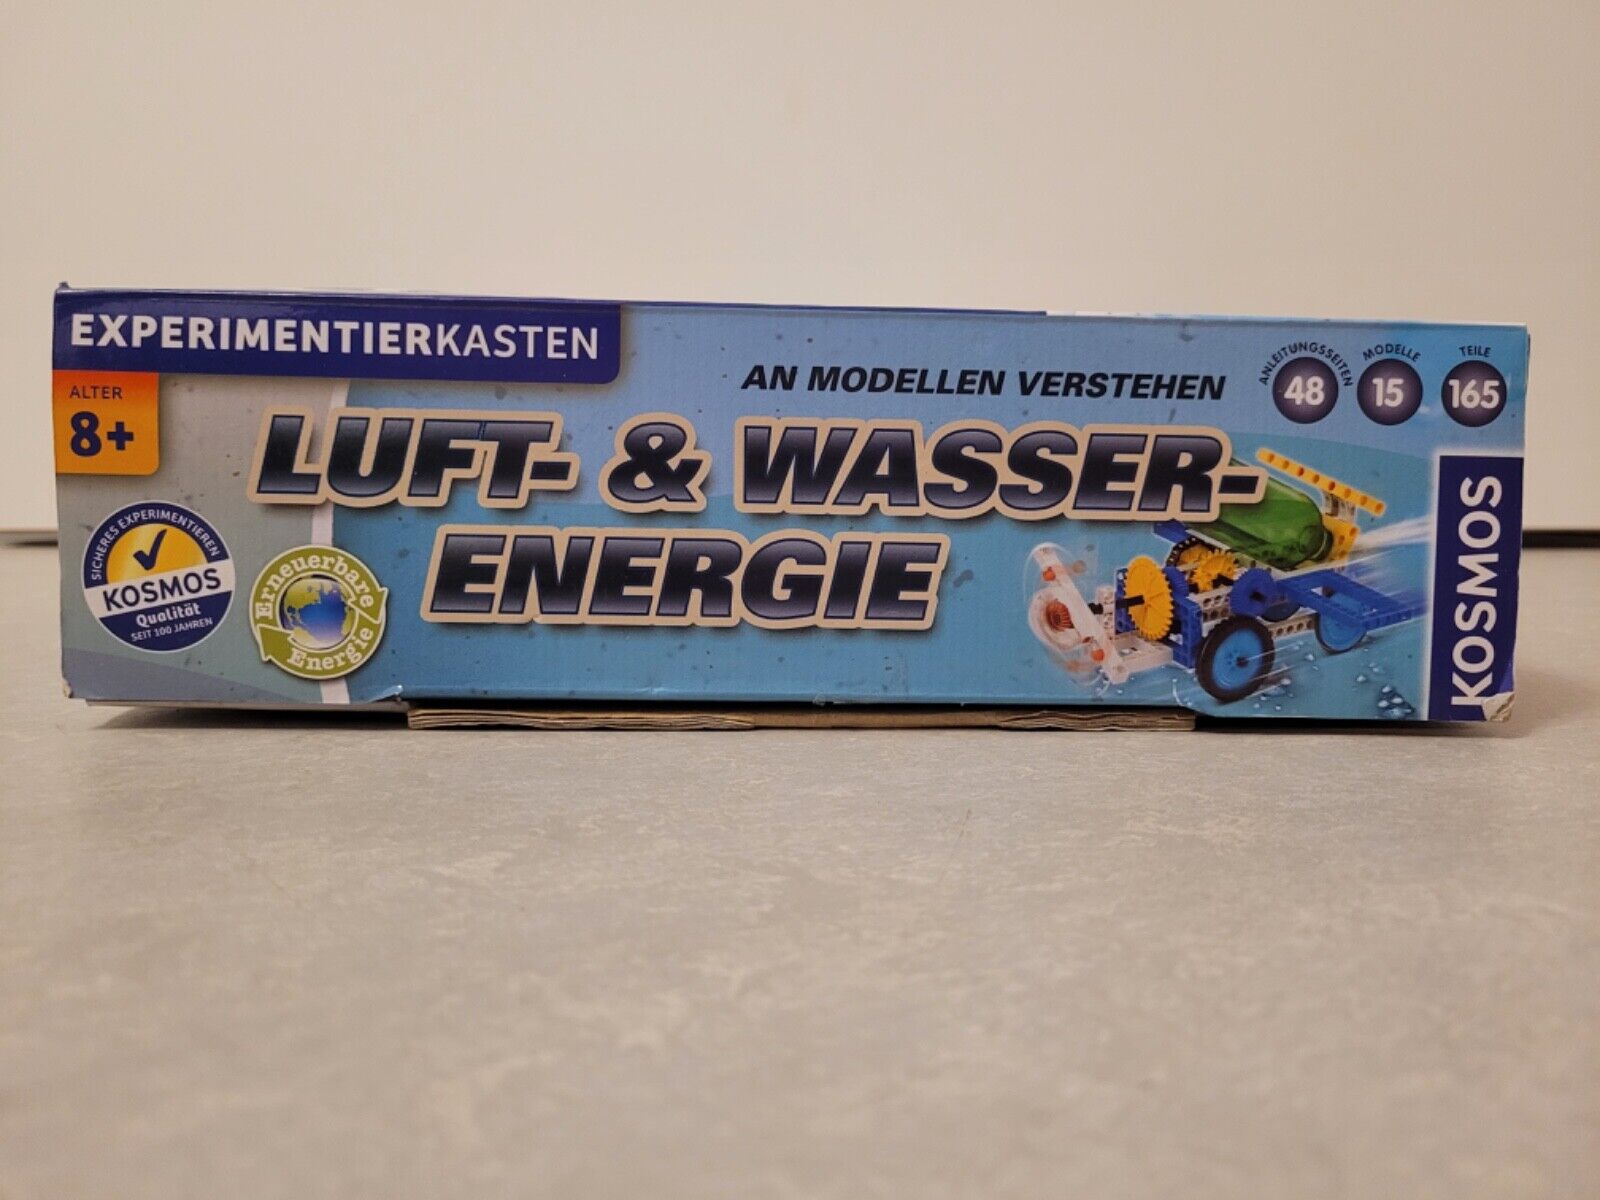 EXPERIMENTIERKASTEN
ALTER
8+
AN MODELLEN VERSTEHEN
ANLEITUNGSSEITEN
48
MODELLE
15
TEILE
165
LUFT- & WASSER-
ENERGIE
SICHERES EXPERIMENTIEREN
KOSMOS
Qualität
SEIT 100 JAHREN
Erneuerbare
Energie
KOSMOS